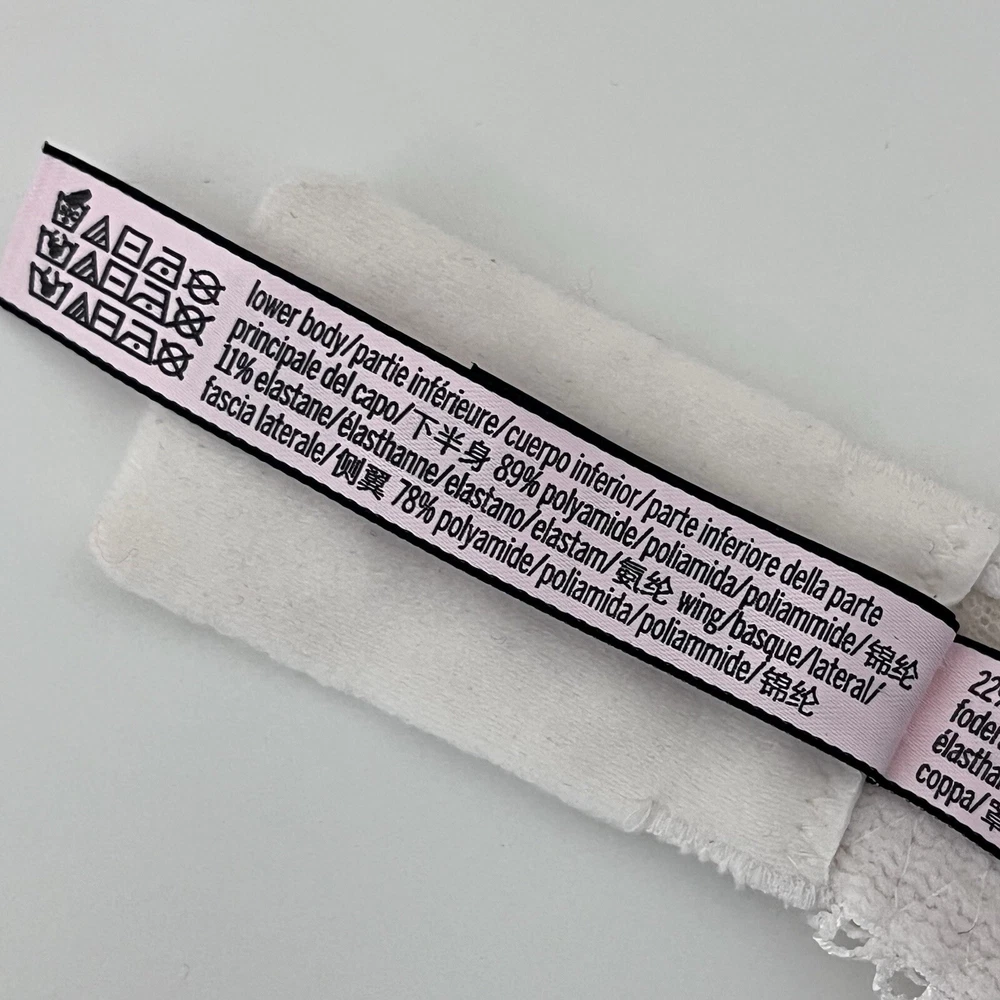 lower body/partie inférieure/cuerpo inferior/parte inferiore della parte
principale del capo/下半身 89% polyamide/poliamida/poliammide/锦纶
11% elastane/élasthanne/elastano/elastam/氨纶 wing/basque/lateral/
fascia laterale/侧翼 78% polyamide/poliamida/poliammide/锦纶
coppa/